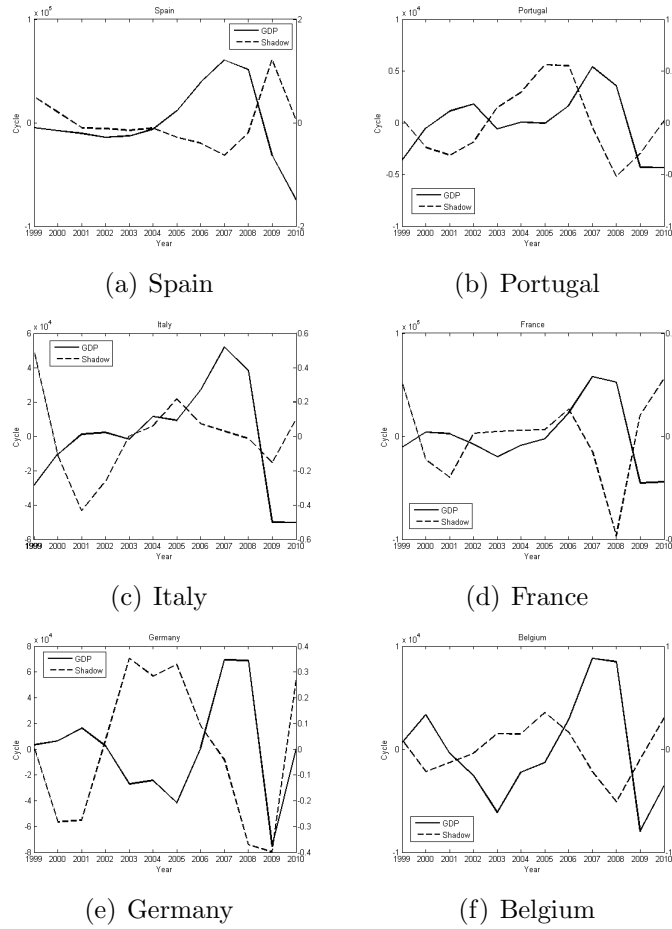 Spain
x 10^5
1
0
-1
2
0
-2
Cycle
GDP
Shadow
1999 2000 2001 2002 2003 2004 2005 2006 2007 2008 2009 2010
Year
(a) Spain
Portugal
x 10^4
1
0.5
0
-0.5
-1
Cycle
GDP
Shadow
1999 2000 2001 2002 2003 2004 2005 2006 2007 2008 2009 2010
Year
(b) Portugal
Italy
x 10^4
6
4
2
0
-2
-4
-6
0.6
0.4
0.2
0
-0.2
-0.4
-0.6
Cycle
GDP
Shadow
1999 2000 2001 2002 2003 2004 2005 2006 2007 2008 2009 2010
Year
(c) Italy
France
x 10^5
1
0
-1
Cycle
GDP
Shadow
1999 2000 2001 2002 2003 2004 2005 2006 2007 2008 2009 2010
Year
(d) France
Germany
x 10^4
8
6
4
2
0
-2
-4
-6
-8
0.4
0.3
0.2
0.1
0
-0.1
-0.2
-0.3
-0.4
Cycle
GDP
Shadow
1999 2000 2001 2002 2003 2004 2005 2006 2007 2008 2009 2010
Year
(e) Germany
Belgium
x 10^4
1
0
-1
Cycle
GDP
Shadow
1999 2000 2001 2002 2003 2004 2005 2006 2007 2008 2009 2010
Year
(f) Belgium